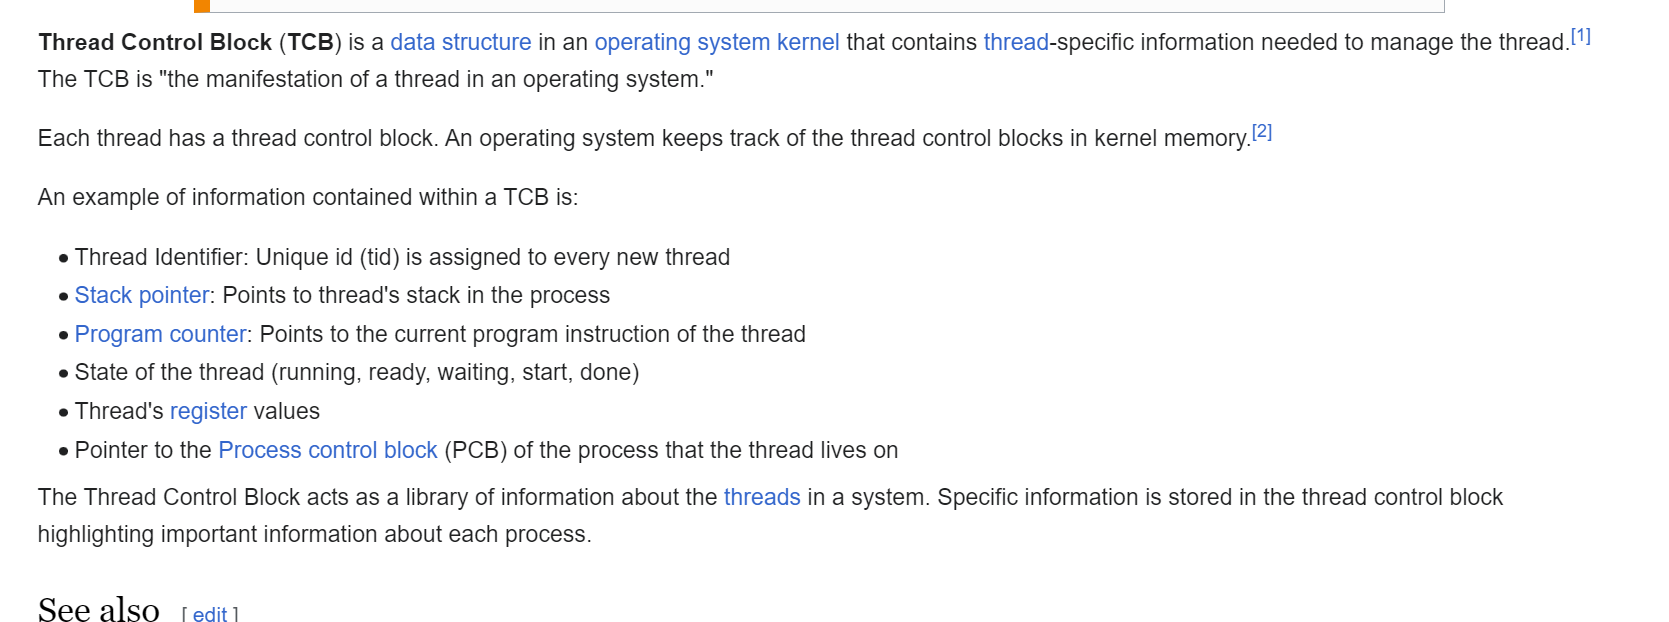 Thread Control Block (TCB) is a data structure in an operating system kernel that contains thread-specific information needed to manage the thread.[1]
The TCB is "the manifestation of a thread in an operating system."
Each thread has a thread control block. An operating system keeps track of the thread control blocks in kernel memory.[2]
An example of information contained within a TCB is:
• Thread Identifier: Unique id (tid) is assigned to every new thread
• Stack pointer: Points to thread's stack in the process
• Program counter: Points to the current program instruction of the thread
• State of the thread (running, ready, waiting, start, done)
• Thread's register values
• Pointer to the Process control block (PCB) of the process that the thread lives on
The Thread Control Block acts as a library of information about the threads in a system. Specific information is stored in the thread control block
highlighting important information about each process.
See also [ edit ]